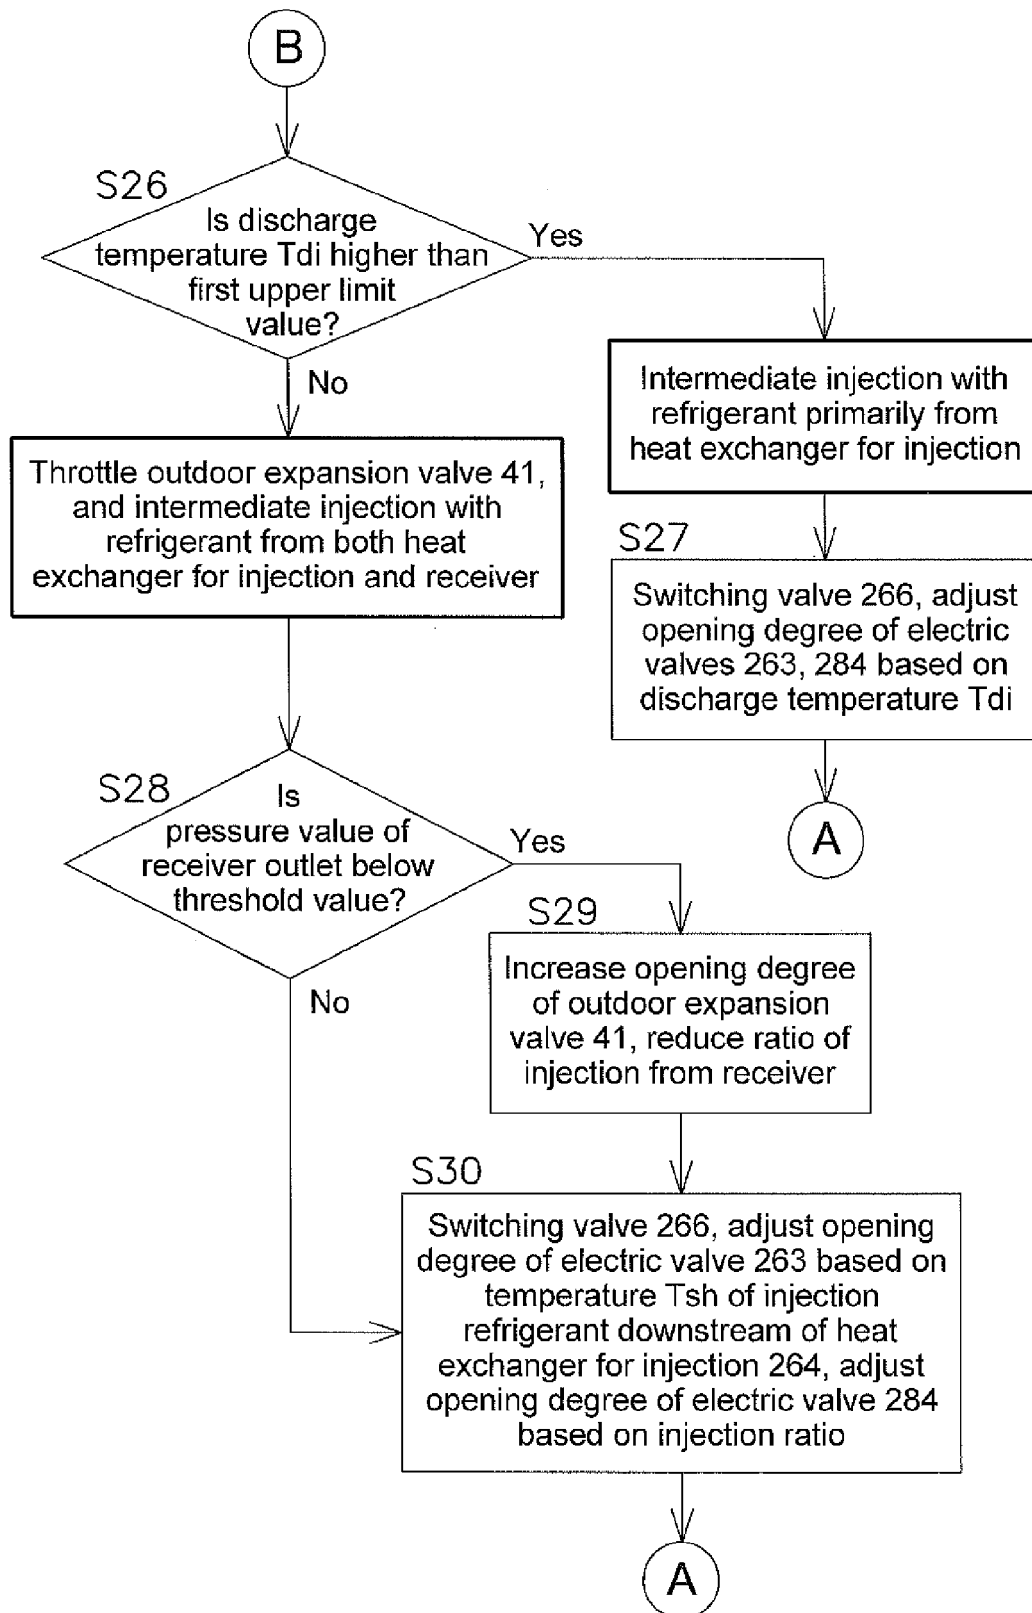 B
S26
Is discharge
temperature Tdi higher than
first upper limit
value?
Yes
No
Intermediate injection with
refrigerant primarily from
heat exchanger for injection
Throttle outdoor expansion valve 41,
and intermediate injection with
refrigerant from both heat
exchanger for injection and receiver
S27
Switching valve 266, adjust
opening degree of electric
valves 263, 284 based on
discharge temperature Tdi
A
S28
Is
pressure value of
receiver outlet below
threshold value?
Yes
No
S29
Increase opening degree
of outdoor expansion
valve 41, reduce ratio of
injection from receiver
S30
Switching valve 266, adjust opening
degree of electric valve 263 based on
temperature Tsh of injection
refrigerant downstream of heat
exchanger for injection 264, adjust
opening degree of electric valve 284
based on injection ratio
A